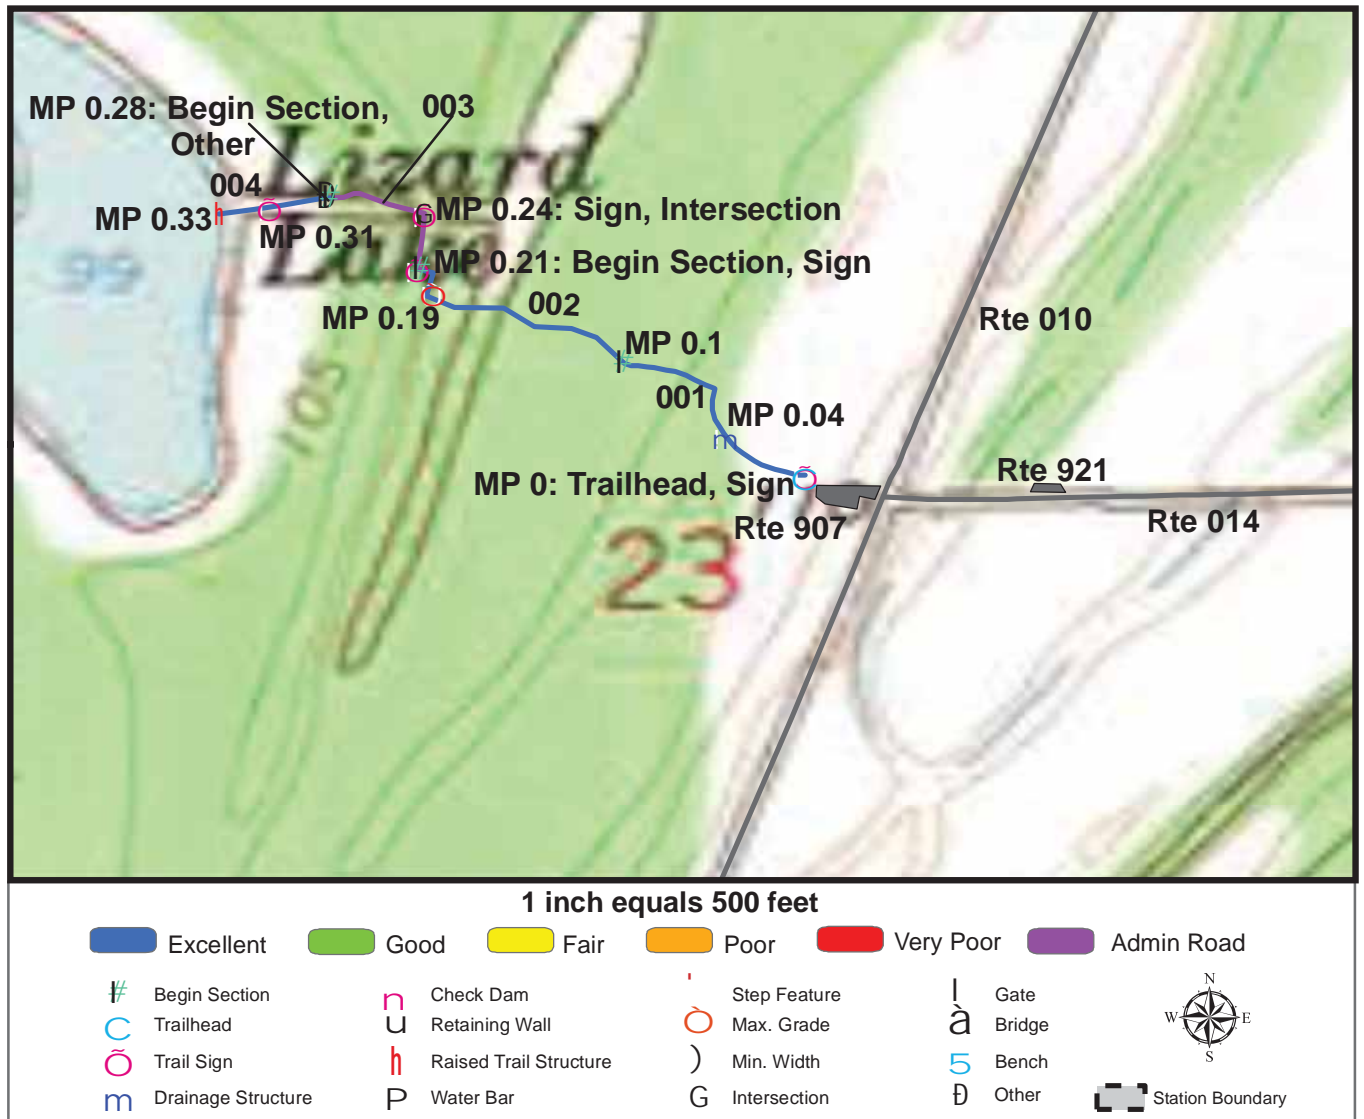 MP 0.28: Begin Section,
Other
003
Lizard
Lake
004
MP 0.33
MP 0.31
MP 0.24: Sign, Intersection
MP 0.21: Begin Section, Sign
99
MP 0.19
002
MP 0.1
Rte 010
105
001
MP 0.04
MP 0: Trailhead, Sign
Rte 921
Rte 907
Rte 014
23
1 inch equals 500 feet
Excellent
Good
Fair
Poor
Very Poor
Admin Road
Begin Section
Check Dam
Step Feature
Gate
Trailhead
Retaining Wall
Max. Grade
Bridge
Trail Sign
Raised Trail Structure
Min. Width
Bench
Drainage Structure
Water Bar
Intersection
Other
Station Boundary
N
W
E
S